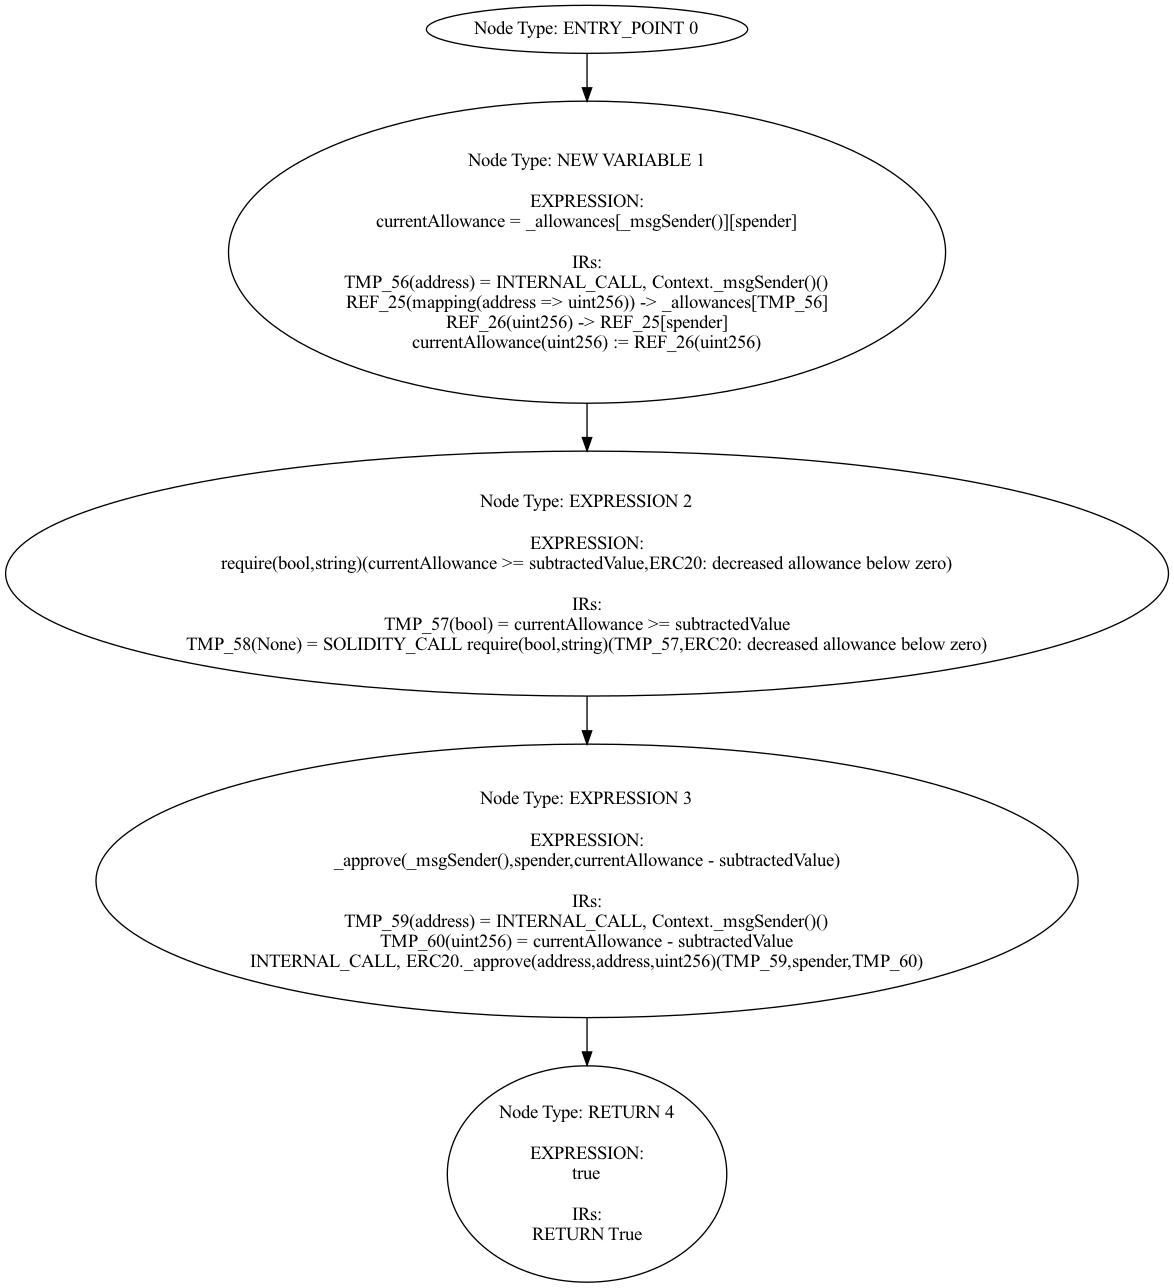 Node Type: ENTRY_POINT 0
Node Type: NEW VARIABLE 1
EXPRESSION:
currentAllowance = _allowances[_msgSender()][spender]
IRs:
TMP_56(address) = INTERNAL_CALL, Context._msgSender()()
REF_25(mapping(address => uint256)) -> _allowances[TMP_56]
REF_26(uint256) -> REF_25[spender]
currentAllowance(uint256) := REF_26(uint256)
Node Type: EXPRESSION 2
EXPRESSION:
require(bool,string)(currentAllowance >= subtractedValue,ERC20: decreased allowance below zero)
IRs:
TMP_57(bool) = currentAllowance >= subtractedValue
TMP_58(None) = SOLIDITY_CALL require(bool,string)(TMP_57,ERC20: decreased allowance below zero)
Node Type: EXPRESSION 3
EXPRESSION:
_approve(_msgSender(),spender,currentAllowance - subtractedValue)
IRs:
TMP_59(address) = INTERNAL_CALL, Context._msgSender()()
TMP_60(uint256) = currentAllowance - subtractedValue
INTERNAL_CALL, ERC20._approve(address,address,uint256)(TMP_59,spender,TMP_60)
Node Type: RETURN 4
EXPRESSION:
true
IRs:
RETURN True